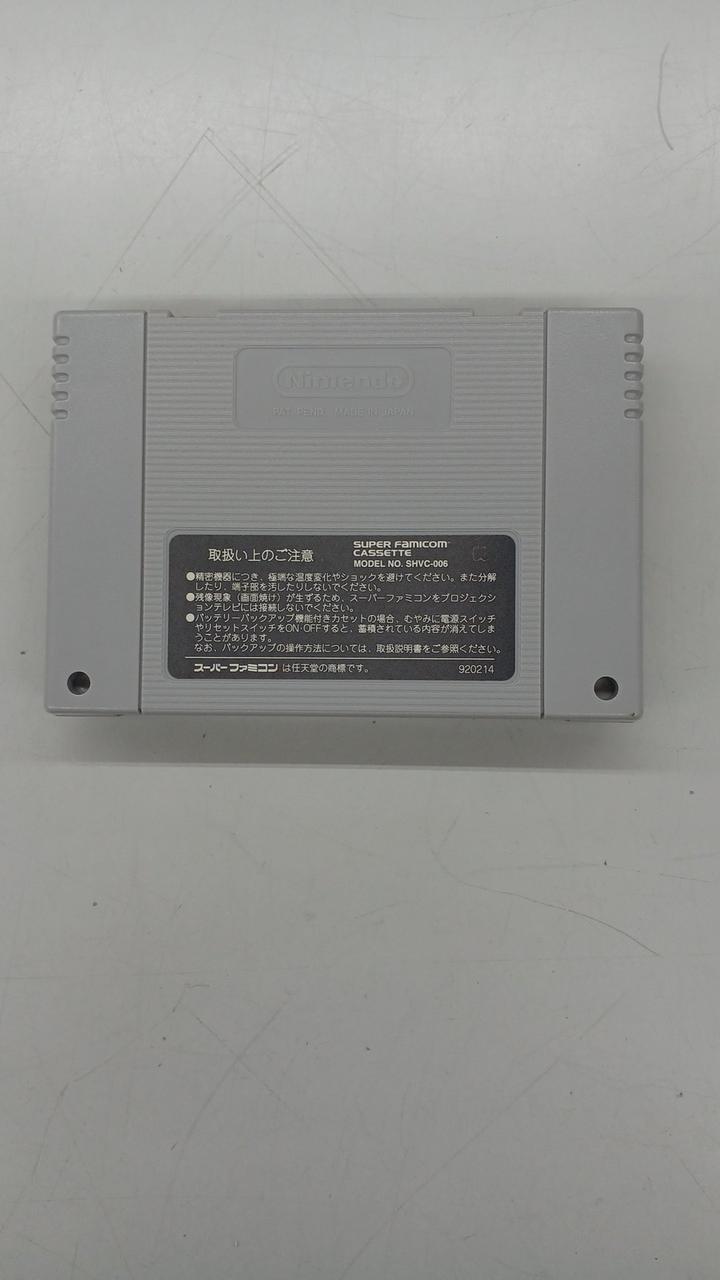 Nintendo
PAT. PEND. MADE IN JAPAN
取扱い上のご注意
SUPER FAMICOM
CASSETTE
MODEL NO. SHVC-006
●精密機器につき、極端な温度変化やショックを避けてください。また分解
したり、端子部を汚したりしないでください。
●残像現象（画面焼け）が生ずるため、スーパーファミコンをプロジェクシ
ョンテレビには接続しないでください。
●バッテリーバックアップ機能付きカセットの場合、むやみに電源スイッチ
やリセットスイッチをON・OFFすると、蓄積されている内容が消えてしま
うことがあります。
なお、バックアップの操作方法については、取扱説明書をご参照ください。
スーパーファミコン は任天堂の商標です。 920214